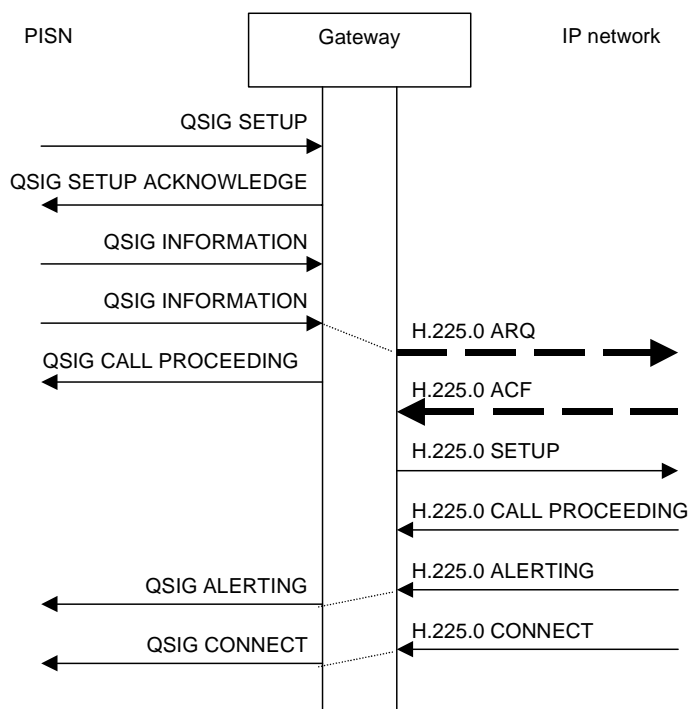 PISN
Gateway
IP network
QSIG SETUP
QSIG SETUP ACKNOWLEDGE
QSIG INFORMATION
QSIG INFORMATION
H.225.0 ARQ
QSIG CALL PROCEEDING
H.225.0 ACF
H.225.0 SETUP
H.225.0 CALL PROCEEDING
H.225.0 ALERTING
QSIG ALERTING
H.225.0 CONNECT
QSIG CONNECT